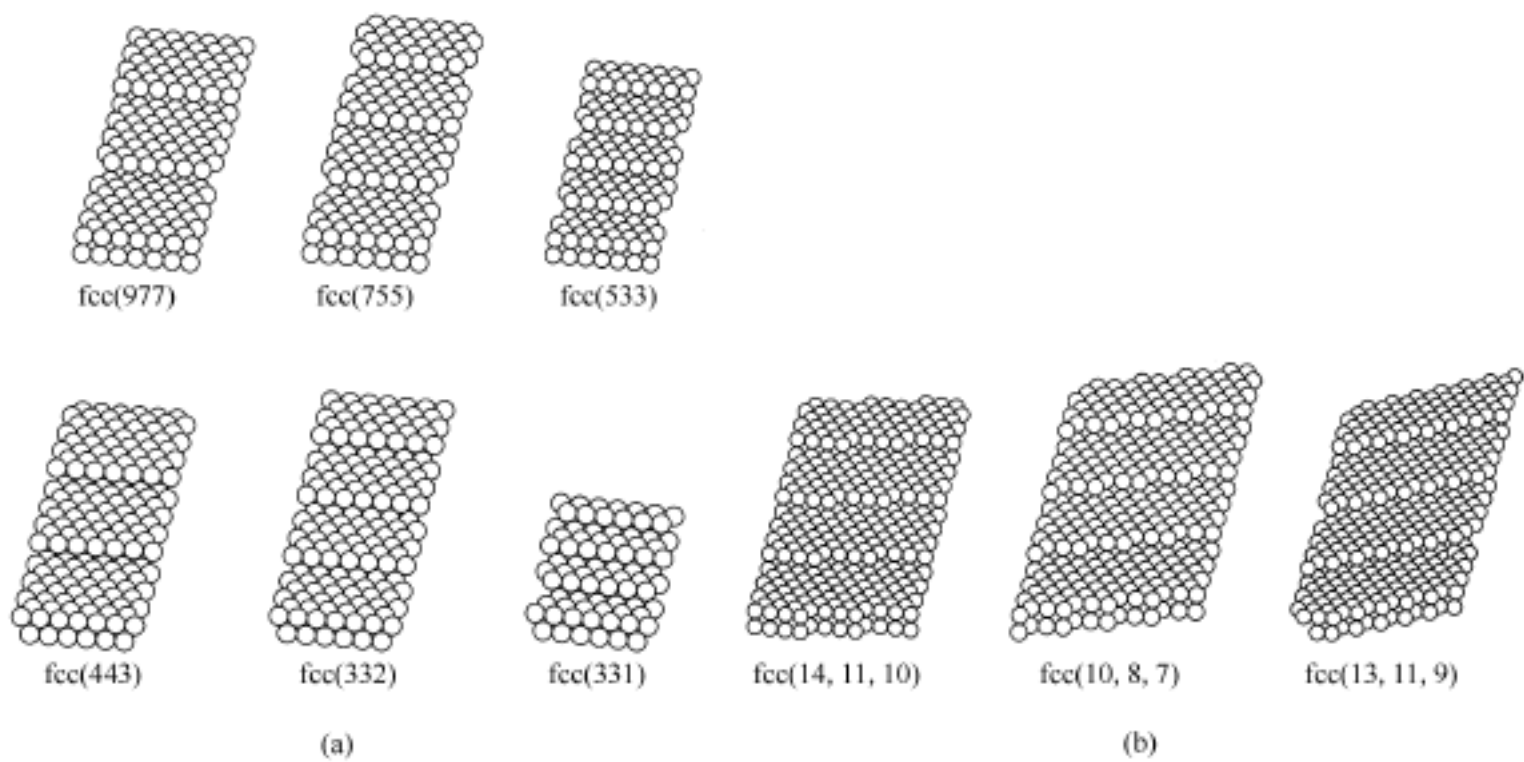 fcc(977) fcc(755) fcc(533)
fcc(443) fcc(332) fcc(331) fcc(14, 11, 10) fcc(10, 8, 7) fcc(13, 11, 9)
(a) (b)